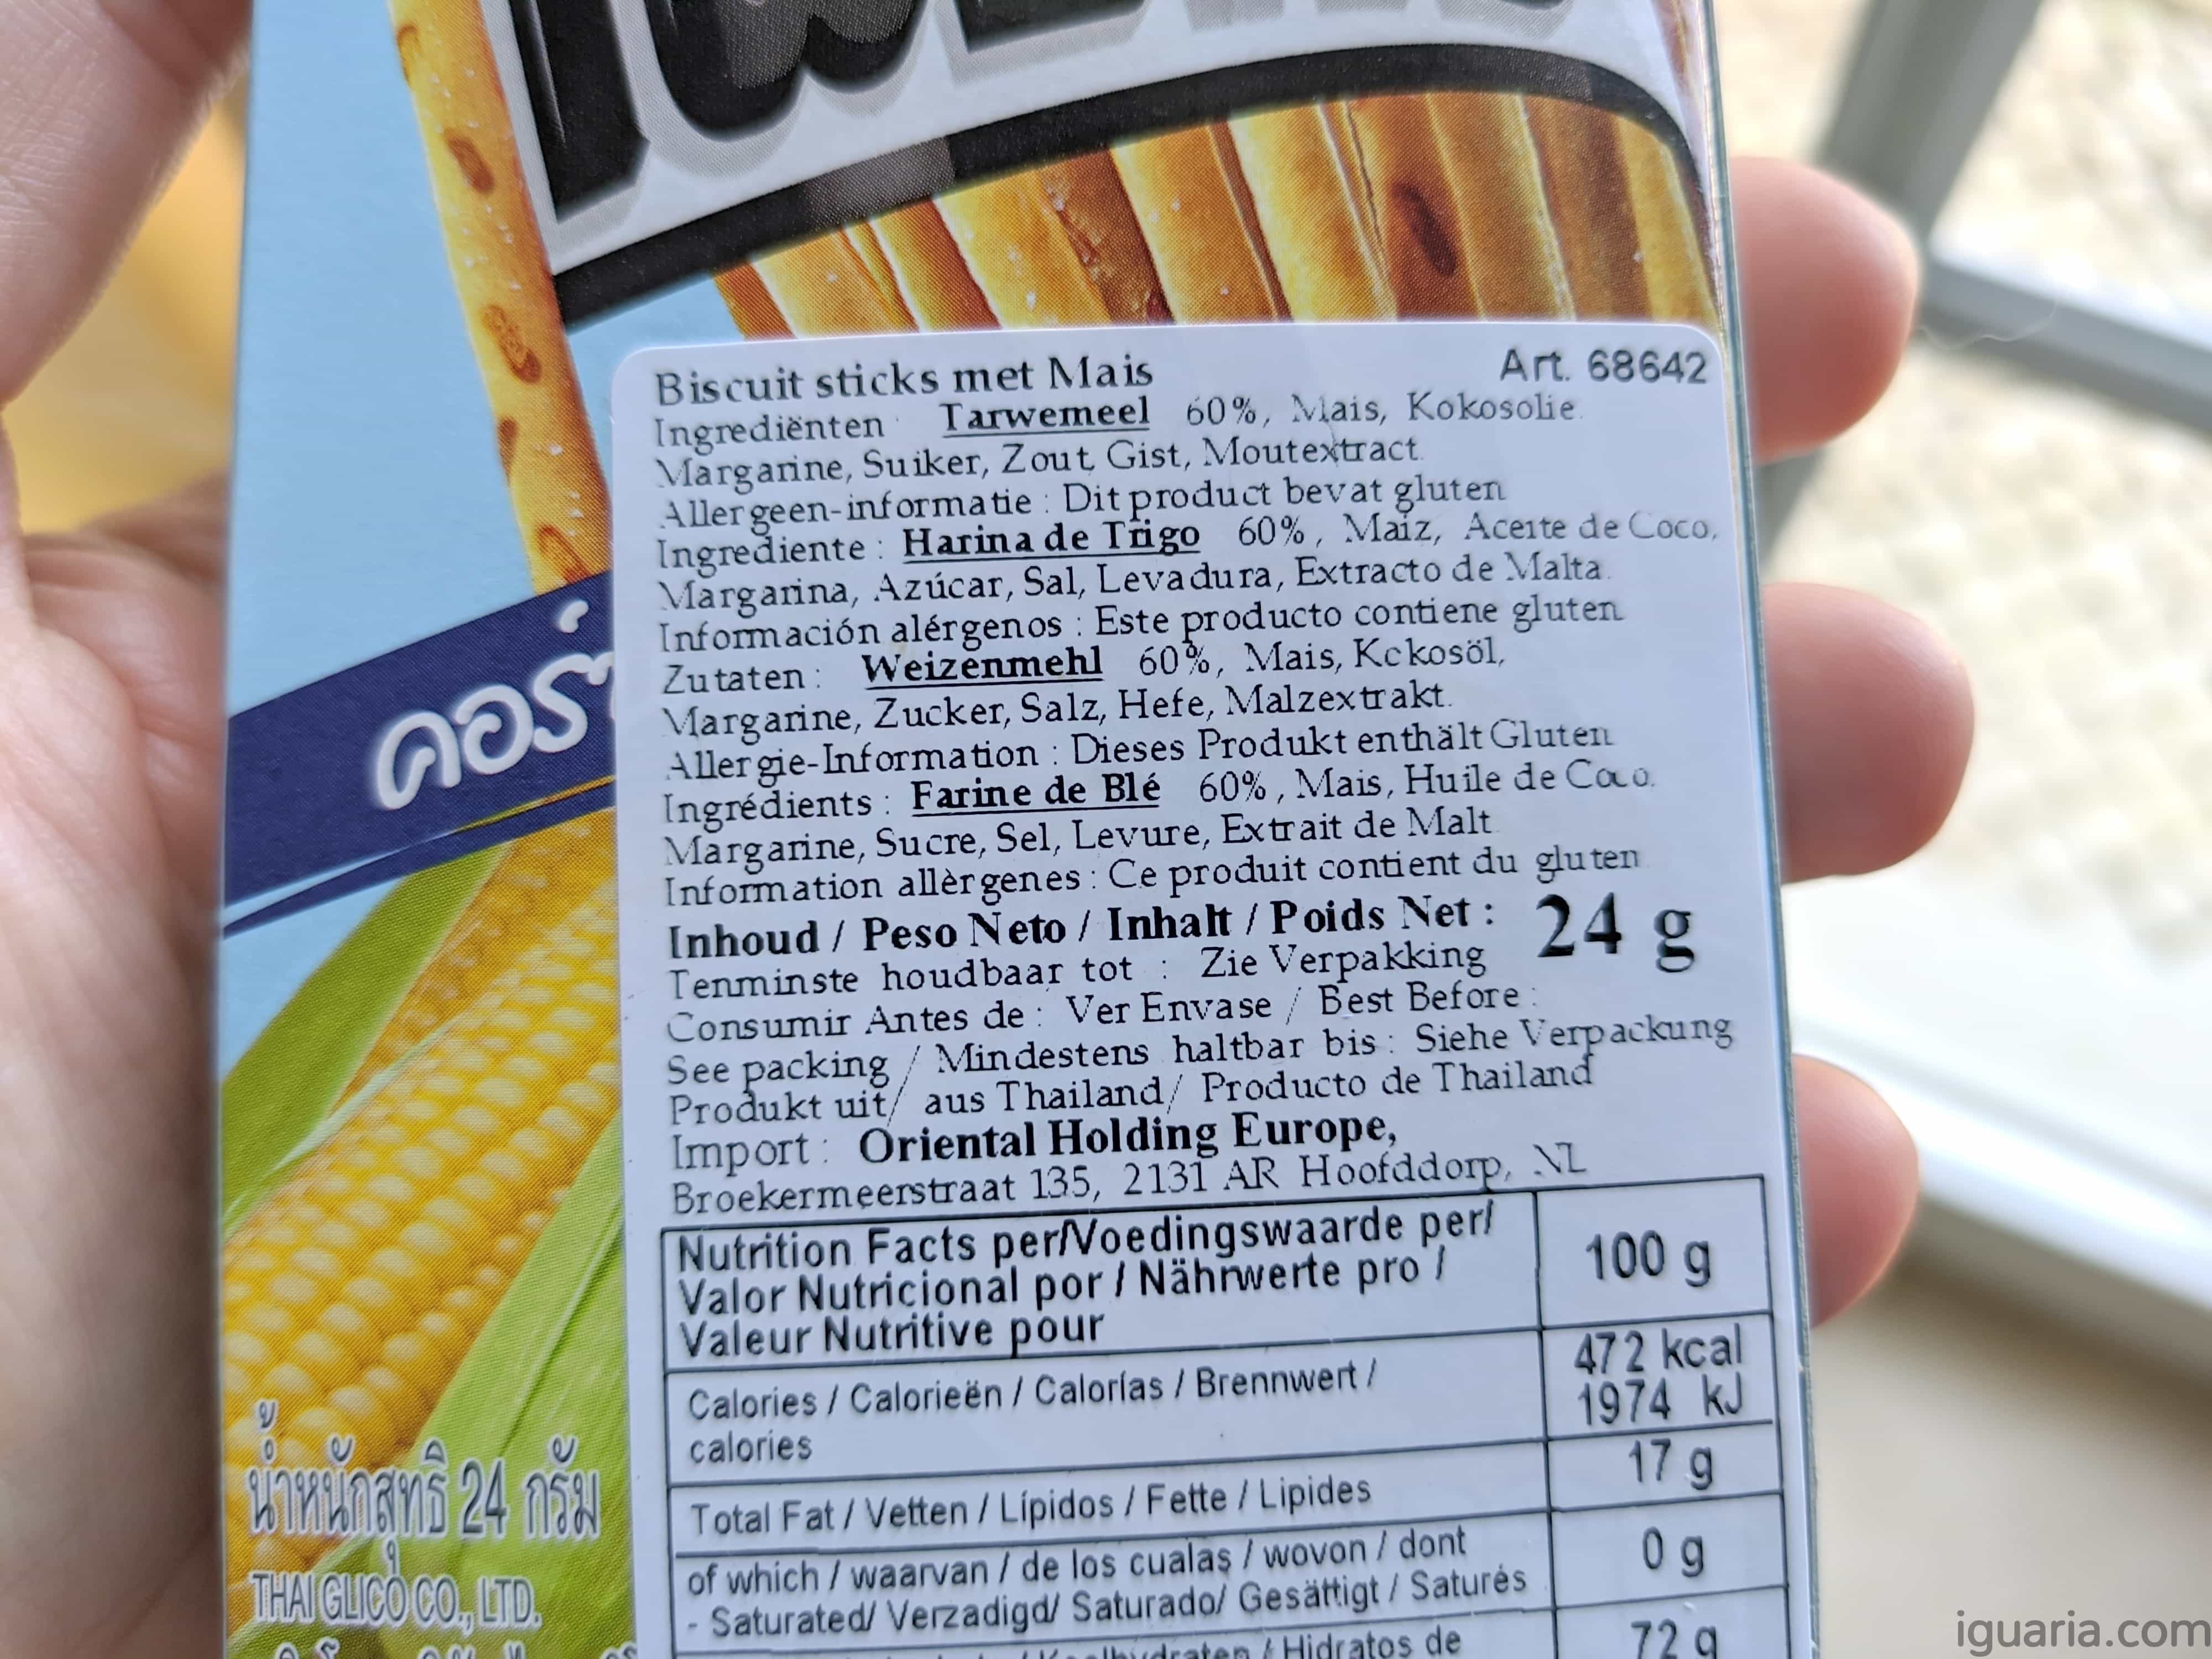 Biscuit sticks met Mais Art. 68642
Ingrediënten : Tarwemeel 60%, Mais, Kokosolie.
Margarine, Suiker, Zout, Gist, Moutextract.
Allergeen-informatie : Dit product bevat gluten
Ingrediente : Harina de Trigo 60%, Maíz, Aceite de Coco,
Margarina, Azúcar, Sal, Levadura, Extracto de Malta.
Información alérgenos : Este producto contiene gluten
Zutaten : Weizenmehl 60%, Mais, Kokosöl,
Margarine, Zucker, Salz, Hefe, Malzextrakt.
Allergie-Information : Dieses Produkt enthält Gluten
Ingrédients : Farine de Blé 60%, Mais, Huile de Coco.
Margarine, Sucre, Sel, Levure, Extrait de Malt
Information allèrgenes : Ce produit contient du gluten
Inhoud / Peso Neto / Inhalt / Poids Net : 24 g
Tenminste houdbaar tot : Zie Verpakking
Consumir Antes de : Ver Envase / Best Before :
See packing / Mindestens haltbar bis : Siehe Verpackung
Produkt uit/ aus Thailand/ Producto de Thailand
Import : Oriental Holding Europe,
Broekermeerstraat 135, 2131 AR Hoofddorp, NL
Nutrition Facts per/Voedingswaarde per/
Valor Nutricional por / Nährwerte pro /
Valeur Nutritive pour
100 g
Calories / Calorieën / Calorías / Brennwert /
calories
472 kcal
1974 kJ
Total Fat / Vetten / Lípidos / Fette / Lipides
17 g
of which / waarvan / de los cualas / wovon / dont
- Saturated/ Verzadigd/ Saturado/ Gesättigt / Saturés
0 g
/ Hidratos de
72 g
คอร์
น้ำหนักสุทธิ 24 กรัม
THAI GLICO CO., LTD.
iguaria.com